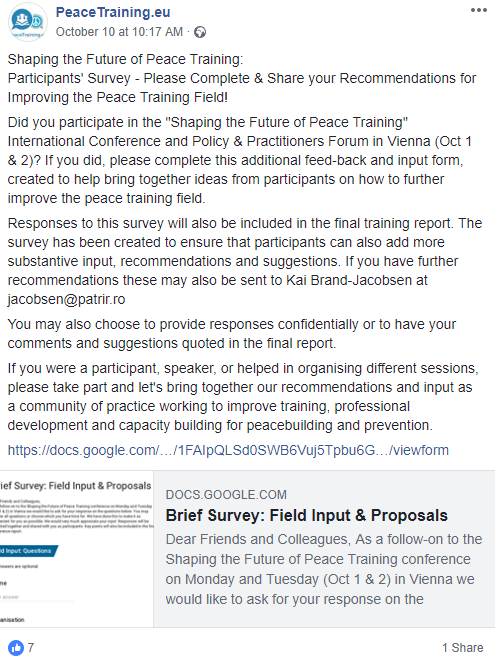 PeaceTraining.eu
October 10 at 10:17 AM ·
Shaping the Future of Peace Training:
Participants' Survey - Please Complete & Share your Recommendations for
Improving the Peace Training Field!
Did you participate in the "Shaping the Future of Peace Training"
International Conference and Policy & Practitioners Forum in Vienna (Oct 1
& 2)? If you did, please complete this additional feed-back and input form,
created to help bring together ideas from participants on how to further
improve the peace training field.
Responses to this survey will also be included in the final training report. The
survey has been created to ensure that participants can also add more
substantive input, recommendations and suggestions. If you have further
recommendations these may also be sent to Kai Brand-Jacobsen at
jacobsen@patrir.ro
You may also choose to provide responses confidentially or to have your
comments and suggestions quoted in the final report.
If you were a participant, speaker, or helped in organising different sessions,
please take part and let's bring together our recommendations and input as
a community of practice working to improve training, professional
development and capacity building for peacebuilding and prevention.
https://docs.google.com/…/1FAIpQLSd0SWB6Vuj5Tpbu6G…/viewform
ief Survey: Field Input & Proposals
d Input: Questions
DOCS.GOOGLE.COM
Brief Survey: Field Input & Proposals
Dear Friends and Colleagues, As a follow-on to the
Shaping the Future of Peace Training conference
on Monday and Tuesday (Oct 1 & 2) in Vienna we
would like to ask for your response on the
7
1 Share